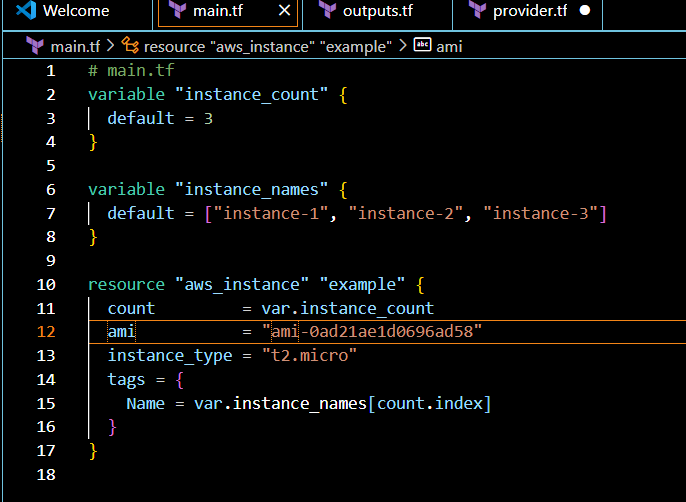 Welcome main.tf outputs.tf provider.tf
main.tf > resource "aws_instance" "example" > ami
1 # main.tf
2 variable "instance_count" {
3   default = 3
4 }
5
6 variable "instance_names" {
7   default = ["instance-1", "instance-2", "instance-3"]
8 }
9
10 resource "aws_instance" "example" {
11   count         = var.instance_count
12   ami           = "ami-0ad21ae1d0696ad58"
13   instance_type = "t2.micro"
14   tags = {
15     Name = var.instance_names[count.index]
16   }
17 }
18